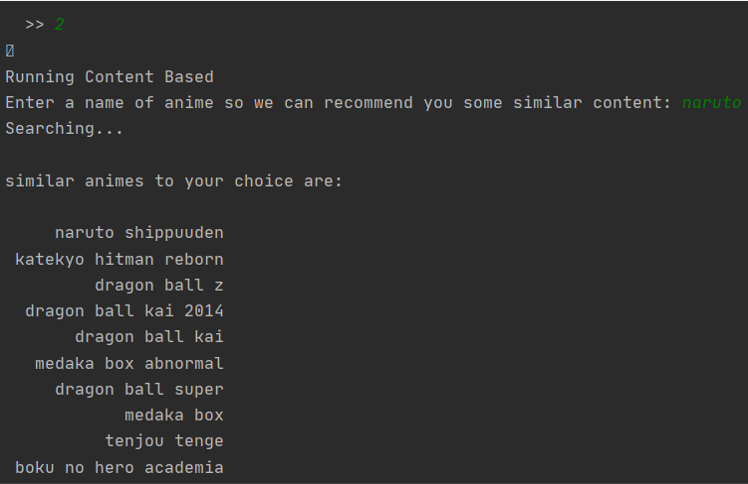 >> 2
Running Content Based
Enter a name of anime so we can recommend you some similar content: naruto
Searching...
similar animes to your choice are:
naruto shippuuden
katekyo hitman reborn
dragon ball z
dragon ball kai 2014
dragon ball kai
medaka box abnormal
dragon ball super
medaka box
tenjou tenge
boku no hero academia